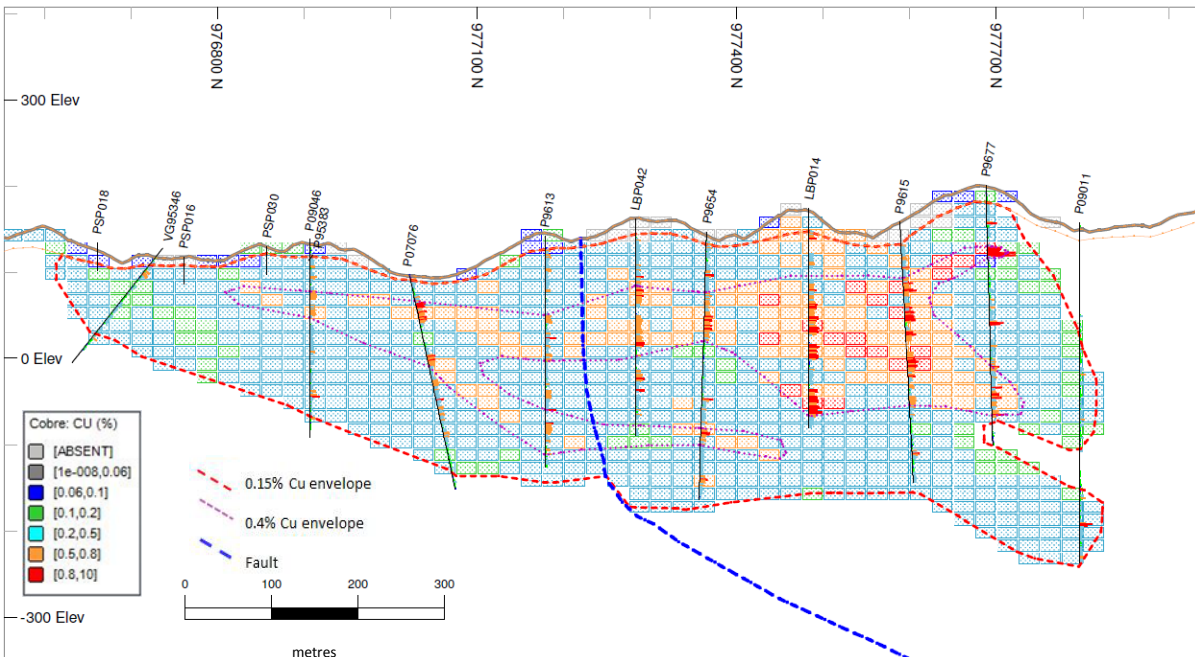 976800 N
977100 N
977400 N
977700 N
300 Elev
0 Elev
-300 Elev
PSP018
VG95346
PSP016
PSP030
P09046
P95383
P07076
P9613
LBP042
P9654
LBP014
P9615
P9677
P09011
Cobre: CU (%)
[ABSENT]
[1e-008,0.06]
[0.06,0.1]
[0.1,0.2]
[0.2,0.5]
[0.5,0.8]
[0.8,10]
0.15% Cu envelope
0.4% Cu envelope
Fault
0 100 200 300
metres